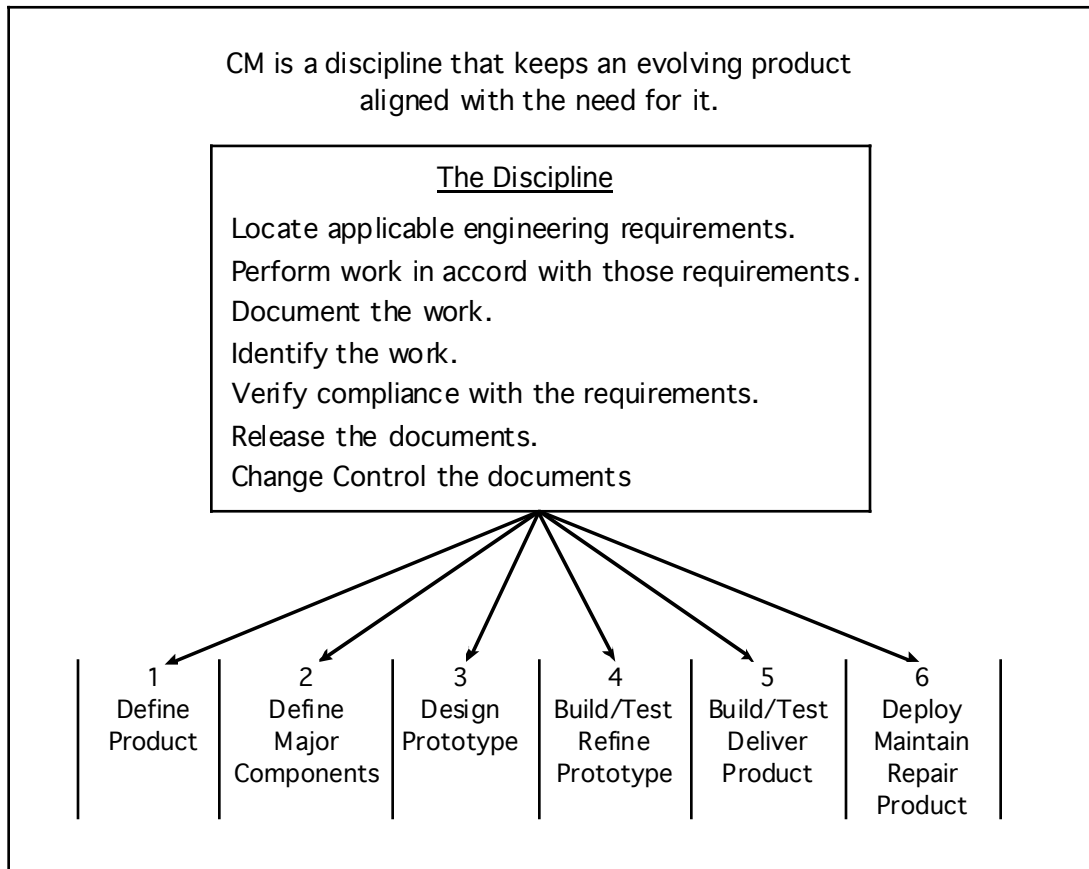 CM is a discipline that keeps an evolving product
aligned with the need for it.
The Discipline
Locate applicable engineering requirements.
Perform work in accord with those requirements.
Document the work.
Identify the work.
Verify compliance with the requirements.
Release the documents.
Change Control the documents
1
Define
Product
2
Define
Major
Components
3
Design
Prototype
4
Build/Test
Refine
Prototype
5
Build/Test
Deliver
Product
6
Deploy
Maintain
Repair
Product